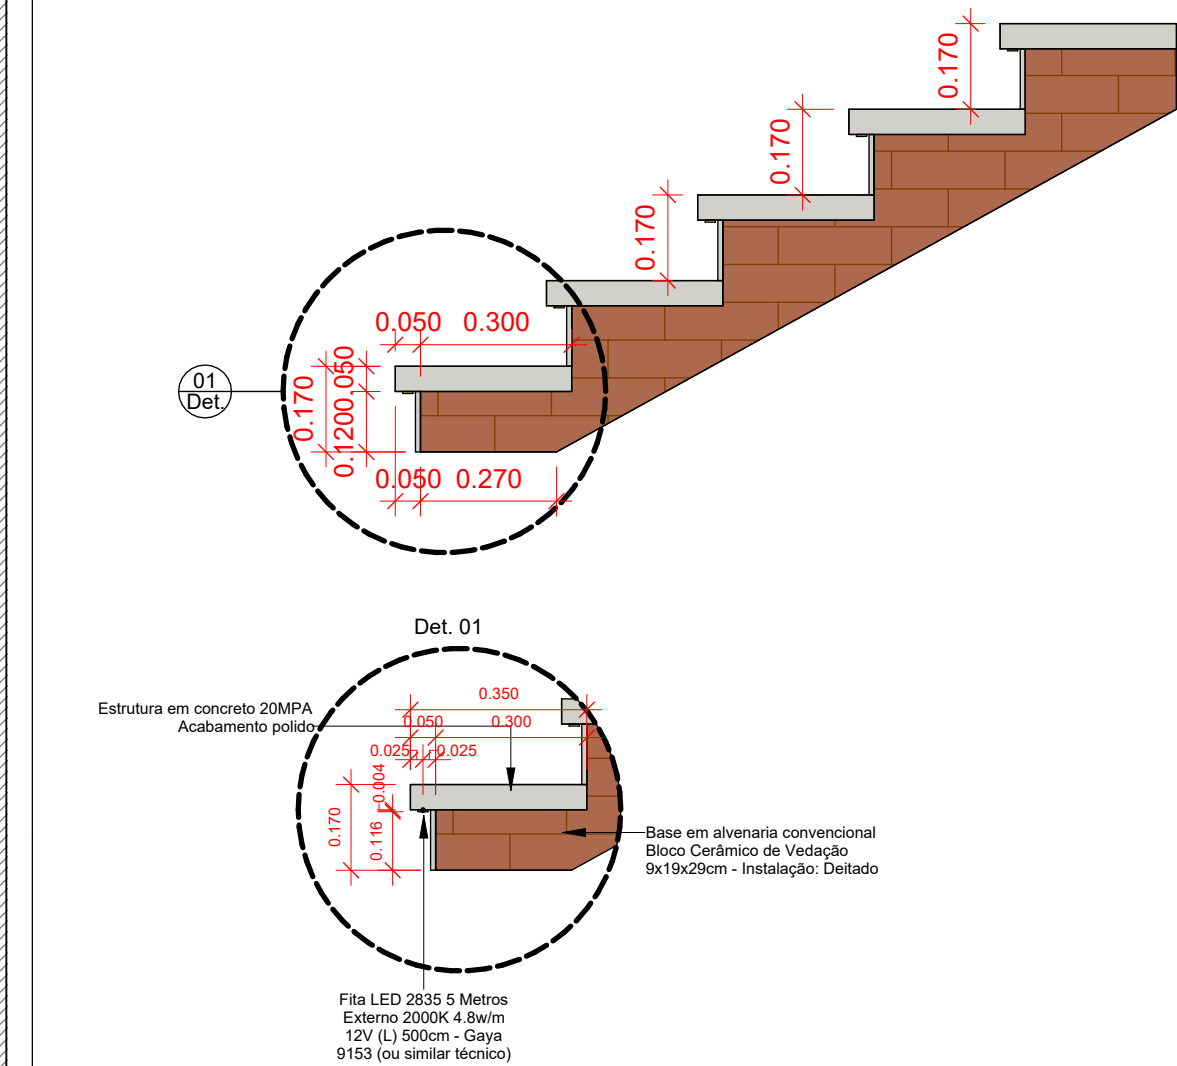 0.170
0.170
0.170
0.050 0.300
01
Det.
0.170
0.120
0.050
0.050 0.270
Det. 01
Estrutura em concreto 20MPA
Acabamento polido
0.350
0.050 0.300
0.025 0.025
0.004
0.170
0.116
Base em alvenaria convencional
Bloco Cerâmico de Vedação
9x19x29cm - Instalação: Deitado
Fita LED 2835 5 Metros
Externo 2000K 4.8w/m
12V (L) 500cm - Gaya
9153 (ou similar técnico)